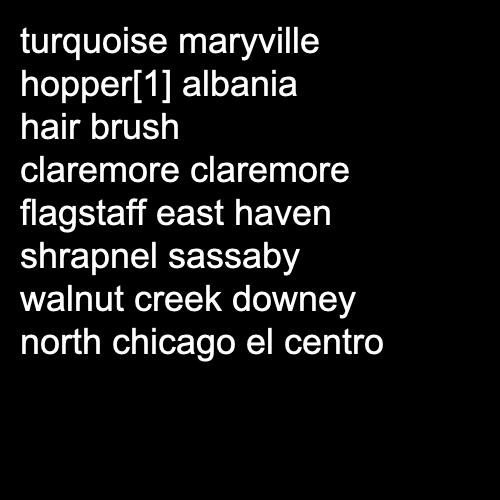 turquoise maryville
hopper[1] albania
hair brush
claremore claremore
flagstaff east haven
shrapnel sassaby
walnut creek downey
north chicago el centro